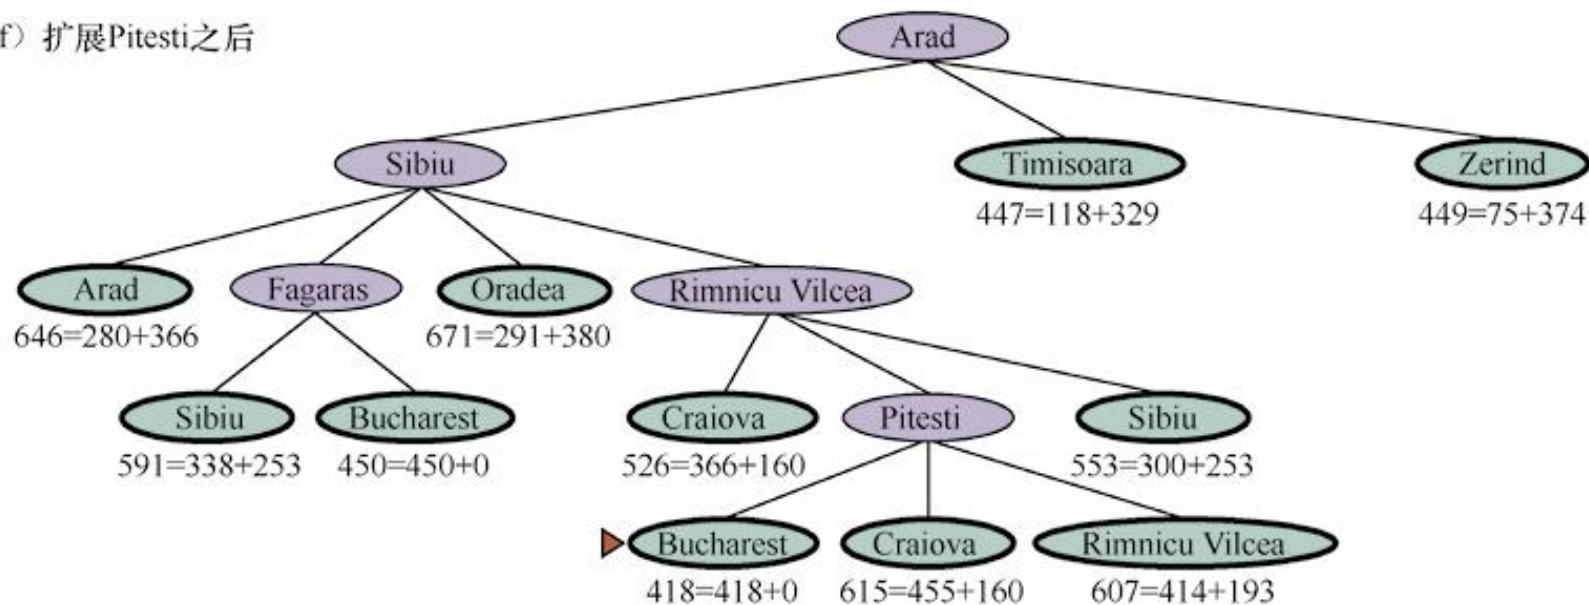 f）扩展Pitesti之后
Arad
Sibiu
Timisoara
Zerind
447=118+329
449=75+374
Arad
Fagaras
Oradea
Rimnicu Vilcea
646=280+366
671=291+380
Sibiu
Bucharest
Craiova
Pitesti
Sibiu
591=338+253
450=450+0
526=366+160
553=300+253
Bucharest
Craiova
Rimnicu Vilcea
418=418+0
615=455+160
607=414+193